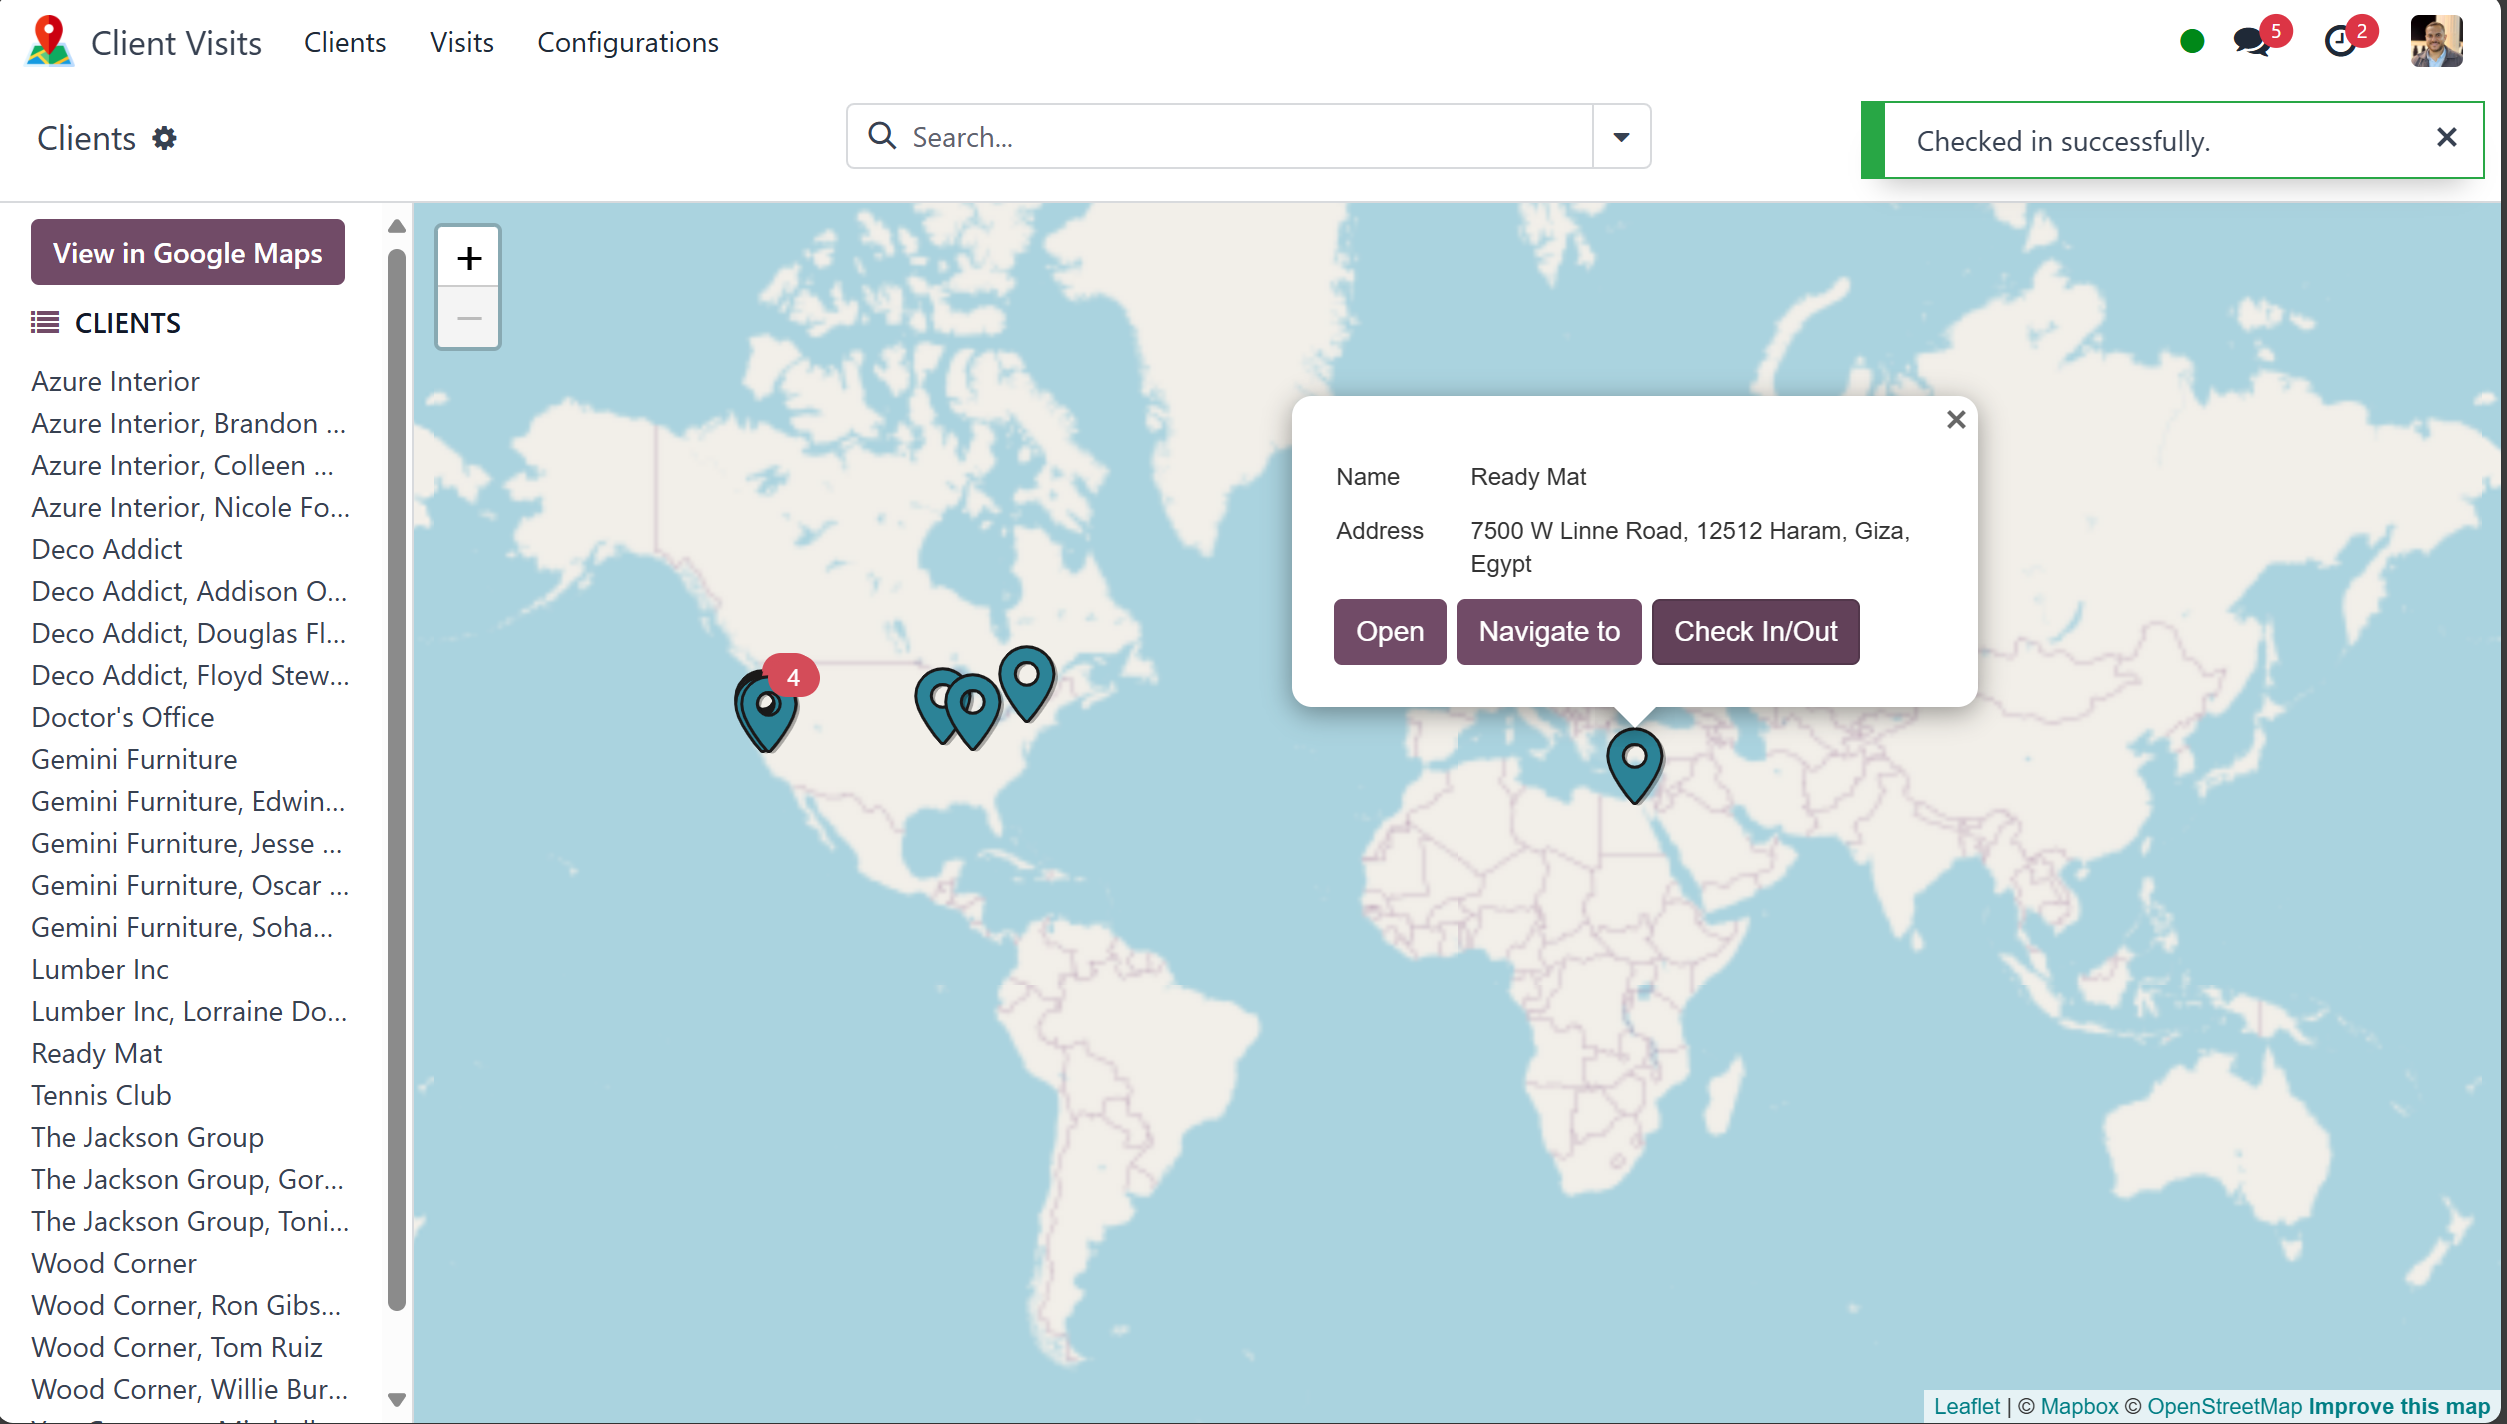 Client Visits Clients Visits Configurations 5 2
Clients
Search...
Checked in successfully.
View in Google Maps
CLIENTS
Azure Interior
Azure Interior, Brandon ...
Azure Interior, Colleen ...
Azure Interior, Nicole Fo...
Deco Addict
Deco Addict, Addison O...
Deco Addict, Douglas Fl...
Deco Addict, Floyd Stew...
Doctor's Office
Gemini Furniture
Gemini Furniture, Edwin...
Gemini Furniture, Jesse ...
Gemini Furniture, Oscar ...
Gemini Furniture, Soha...
Lumber Inc
Lumber Inc, Lorraine Do...
Ready Mat
Tennis Club
The Jackson Group
The Jackson Group, Gor...
The Jackson Group, Toni...
Wood Corner
Wood Corner, Ron Gibs...
Wood Corner, Tom Ruiz
Wood Corner, Willie Bur...
+
−
4
Name Ready Mat
Address 7500 W Linne Road, 12512 Haram, Giza,
Egypt
Open Navigate to Check In/Out
Leaflet | © Mapbox © OpenStreetMap Improve this map